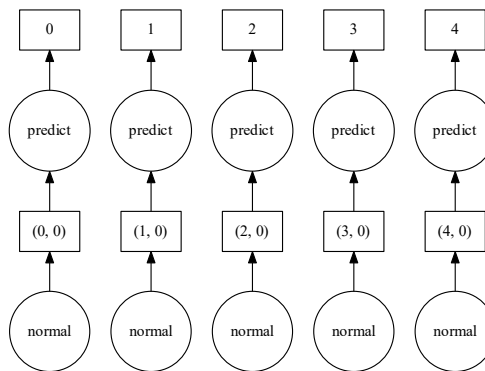 0 1 2 3 4
predict predict predict predict predict
(0, 0) (1, 0) (2, 0) (3, 0) (4, 0)
normal normal normal normal normal